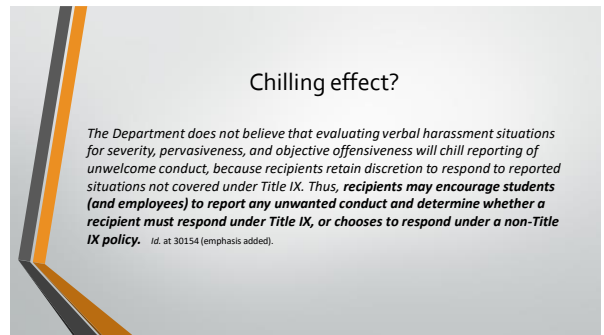 Chilling effect?
The Department does not believe that evaluating verbal harassment situations
for severity, pervasiveness, and objective offensiveness will chill reporting of
unwelcome conduct, because recipients retain discretion to respond to reported
situations not covered under Title IX. Thus, recipients may encourage students
(and employees) to report any unwanted conduct and determine whether a
recipient must respond under Title IX, or chooses to respond under a non-Title
IX policy. Id. at 30154 (emphasis added).